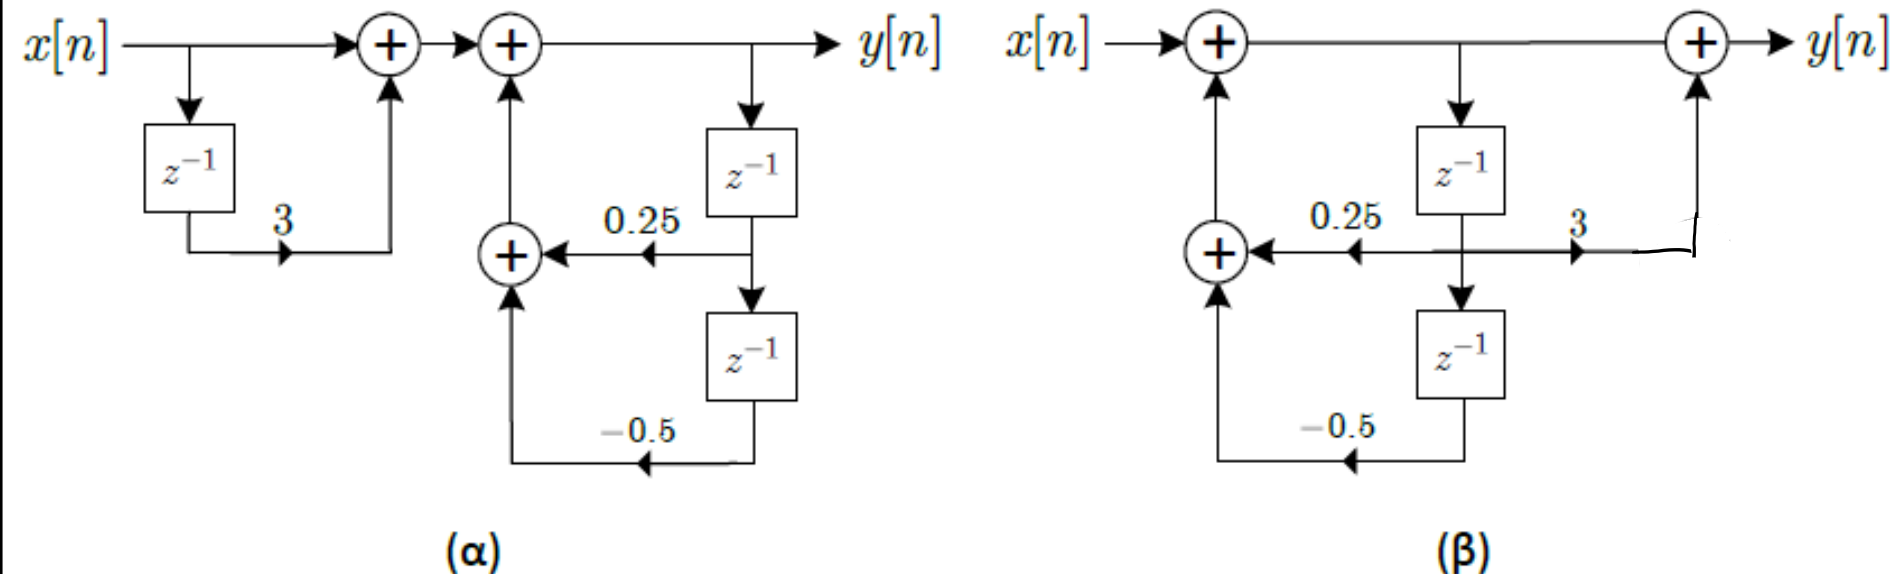 x[n] + + y[n] x[n] + + y[n]
z⁻¹ z⁻¹ z⁻¹
3 0.25 0.25 3
+ +
z⁻¹ z⁻¹
−0.5 −0.5
(α) (β)